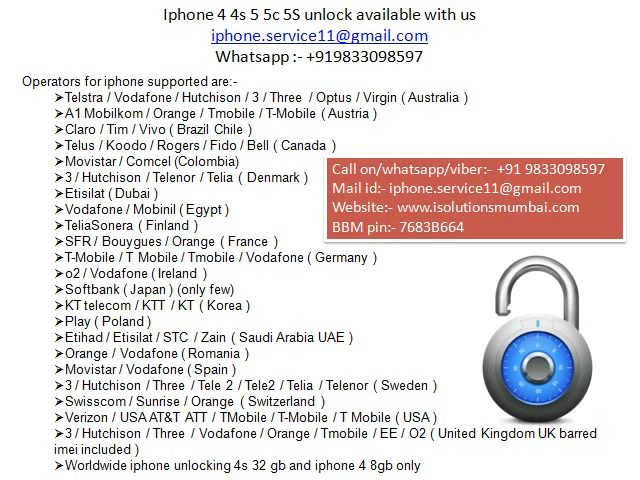 Iphone 4 4s 5 5c 5S unlock available with us
iphone.service11@gmail.com
Whatsapp :- +919833098597
Operators for iphone supported are:-
➢Telstra / Vodafone / Hutchison / 3 / Three / Optus / Virgin ( Australia )
➢A1 Mobilkom / Orange / Tmobile / T-Mobile ( Austria )
➢Claro / Tim / Vivo ( Brazil Chile )
➢Telus / Koodo / Rogers / Fido / Bell ( Canada )
➢Movistar / Comcel (Colombia)
➢3 / Hutchison / Telenor / Telia ( Denmark )
➢Etisilat ( Dubai )
➢Vodafone / Mobinil ( Egypt )
➢TeliaSonera ( Finland )
➢SFR / Bouygues / Orange ( France )
➢T-Mobile / T Mobile / Tmobile / Vodafone ( Germany )
➢o2 / Vodafone ( Ireland )
➢Softbank ( Japan ) (only few)
➢KT telecom / KTT / KT ( Korea )
➢Play ( Poland )
➢Etihad / Etisilat / STC / Zain ( Saudi Arabia UAE )
➢Orange / Vodafone ( Romania )
➢Movistar / Vodafone ( Spain )
➢3 / Hutchison / Three / Tele 2 / Tele2 / Telia / Telenor ( Sweden )
➢Swisscom / Sunrise / Orange ( Switzerland )
➢Verizon / USA AT&T ATT / TMobile / T-Mobile / T Mobile ( USA )
➢3 / Hutchison / Three / Vodafone / Orange / Tmobile / EE / O2 ( United Kingdom UK barred
imei included )
➢Worldwide iphone unlocking 4s 32 gb and iphone 4 8gb only
Call on/whatsapp/viber:- +91 9833098597
Mail id:- iphone.service11@gmail.com
Website:- www.isolutionsmumbai.com
BBM pin:- 7683B664